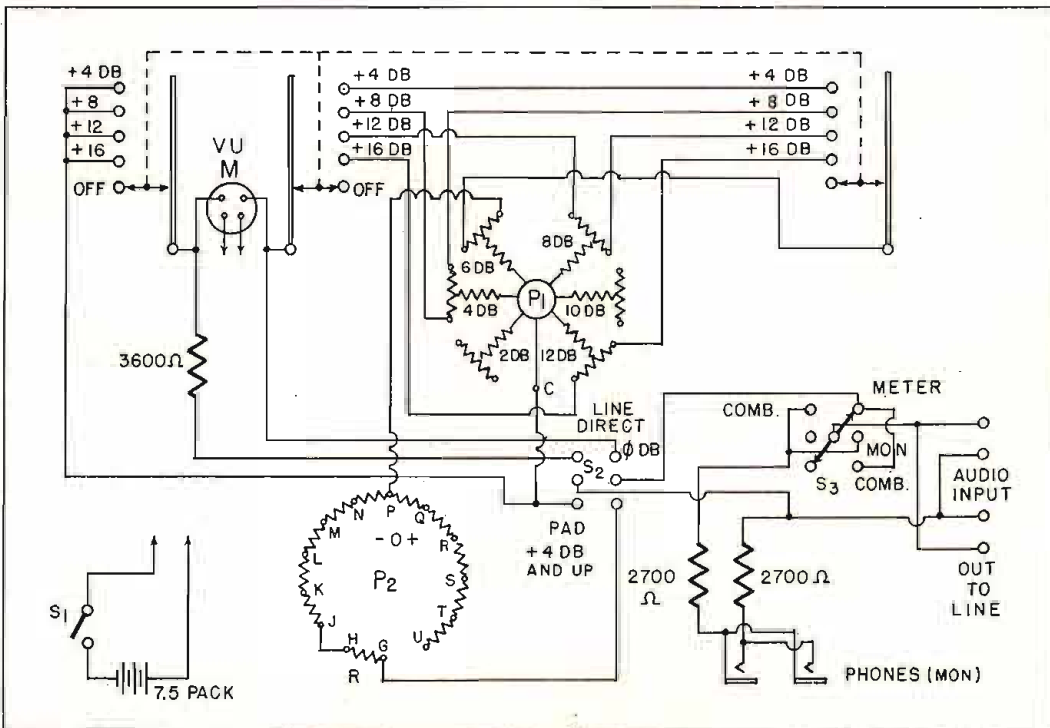 +4 DB
+8
+12
+16
OFF
VU
M
+4 DB
+8 DB
+12 DB
+16 DB
OFF
+4 DB
+8 DB
+12 DB
+16 DB
6 DB
8 DB
4 DB
P1
10 DB
2 DB
12 DB
C
3600Ω
LINE
DIRECT
ØDB
S2
PAD
+4 DB
AND UP
METER
COMB.
MON
S3
COMB.
AUDIO
INPUT
OUT
TO
LINE
2700
Ω
2700Ω
PHONES (MON)
N
P
Q
M
-0+
R
L
P2
S
K
T
J
U
H
G
R
S1
7.5 PACK